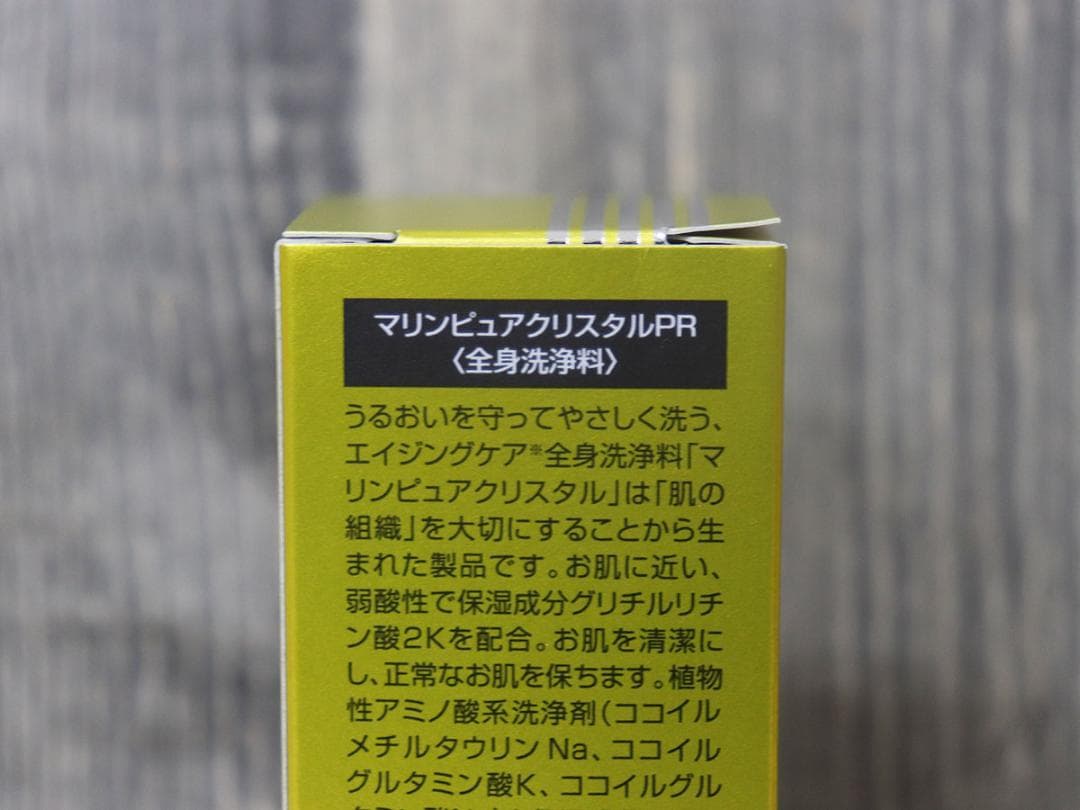 マリンピュアクリスタルPR
〈全身洗浄料〉
うるおいを守ってやさしく洗う、
エイジングケア※全身洗浄料「マ
リンピュアクリスタル」は「肌の
組織」を大切にすることから生
まれた製品です。お肌に近い、
弱酸性で保湿成分グリチルリチ
ン酸2Kを配合。お肌を清潔に
し、正常なお肌を保ちます。植物
性アミノ酸系洗浄剤（ココイル
メチルタウリンNa、ココイル
グルタミン酸K、ココイルグル